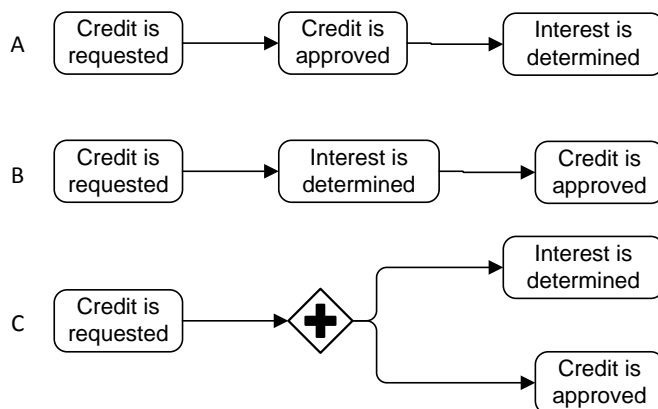 A
Credit is
requested
Credit is
approved
Interest is
determined
B
Credit is
requested
Interest is
determined
Credit is
approved
C
Credit is
requested
Interest is
determined
Credit is
approved